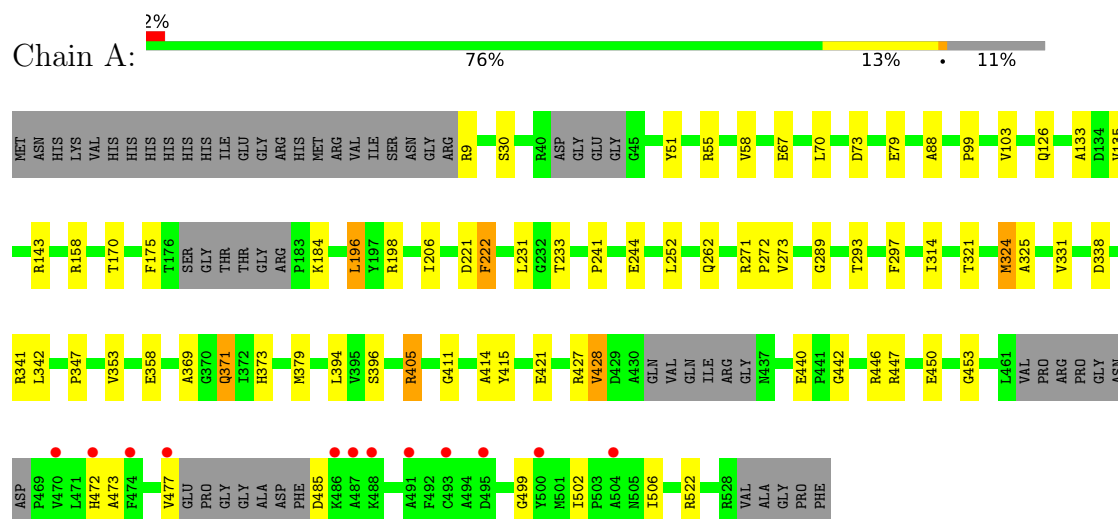 2%
Chain A:
76% 13% • 11%
MET ASN HIS LYS VAL HIS HIS HIS HIS HIS HIS ILE GLU GLY ARG HIS MET ARG VAL ILE SER ASN GLY ARG R9 S30 R40 ASP GLY GLU GLY G45 Y51 R55 V58 E67 L70 D73 E79 A88 P99 V103 Q126 A133 D134 V135
R143 R158 T170 F175 T176 SER GLY THR THR GLY ARG P183 K184 L196 Y197 R198 I206 D221 F222 L231 G232 T233 P241 E244 L252 Q262 R271 P272 V273 G289 T293 F297 I314 T321 M324 A325 V331 D338
R341 L342 P347 V353 E358 A369 G370 Q371 I372 H373 M379 L394 V395 S396 R405 G411 A414 Y415 E421 R427 V428 D429 A430 GLN VAL GLN ILE ARG GLY N437 E440 P441 G442 R446 R447 E450 G453 L461 VAL PRO ARG PRO GLY ASN
ASP P469 V470 L471 H472 A473 F474 V477 GLU PRO GLY GLY ALA ASP PHE D485 K486 A487 K488 A491 F492 C493 A494 D495 G499 Y500 M501 I502 P503 A504 N505 I506 R522 R528 VAL ALA GLY PRO PHE